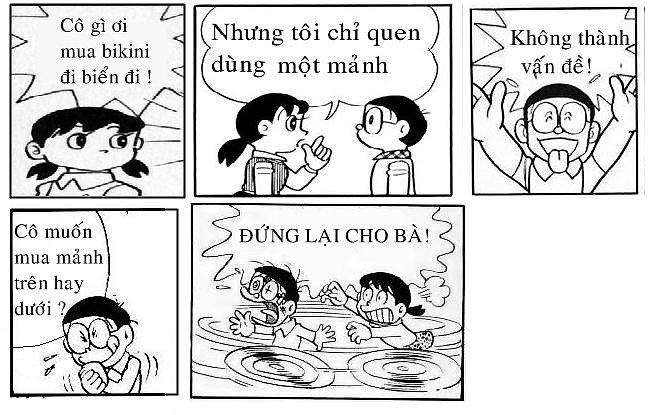 Cô gì ơi
mua bikini
đi biển đi !
Nhưng tôi chỉ quen
dùng một mảnh
Không thành
vấn đề!
Cô muốn
mua mảnh
trên hay
dưới ?
ĐỨNG LẠI CHO BÀ!